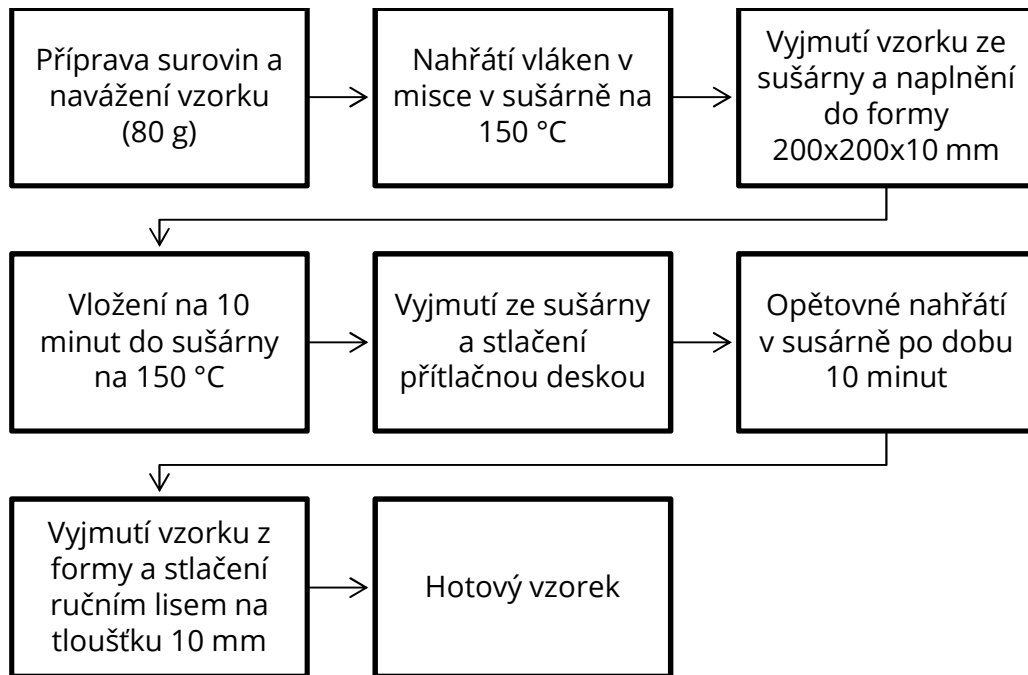 Příprava surovin a
navážení vzorku
(80 g)
Nahřátí vláken v
misce v sušárně na
150 °C
Vyjmutí vzorku ze
sušárny a naplnění
do formy
200x200x10 mm
Vložení na 10
minut do sušárny
na 150 °C
Vyjmutí ze sušárny
a stlačení
přítlačnou deskou
Opětovné nahřátí
v susárně po dobu
10 minut
Vyjmutí vzorku z
formy a stlačení
ručním lisem na
tloušťku 10 mm
Hotový vzorek